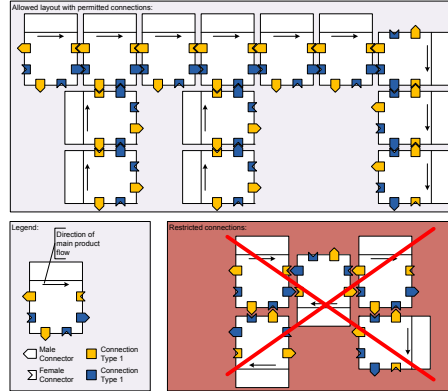 Allowed layout with permitted connections:
Legend:
Direction of
main product
flow
Male
Connector
Connection
Type 1
Female
Connector
Connection
Type 1
Restricted connections: